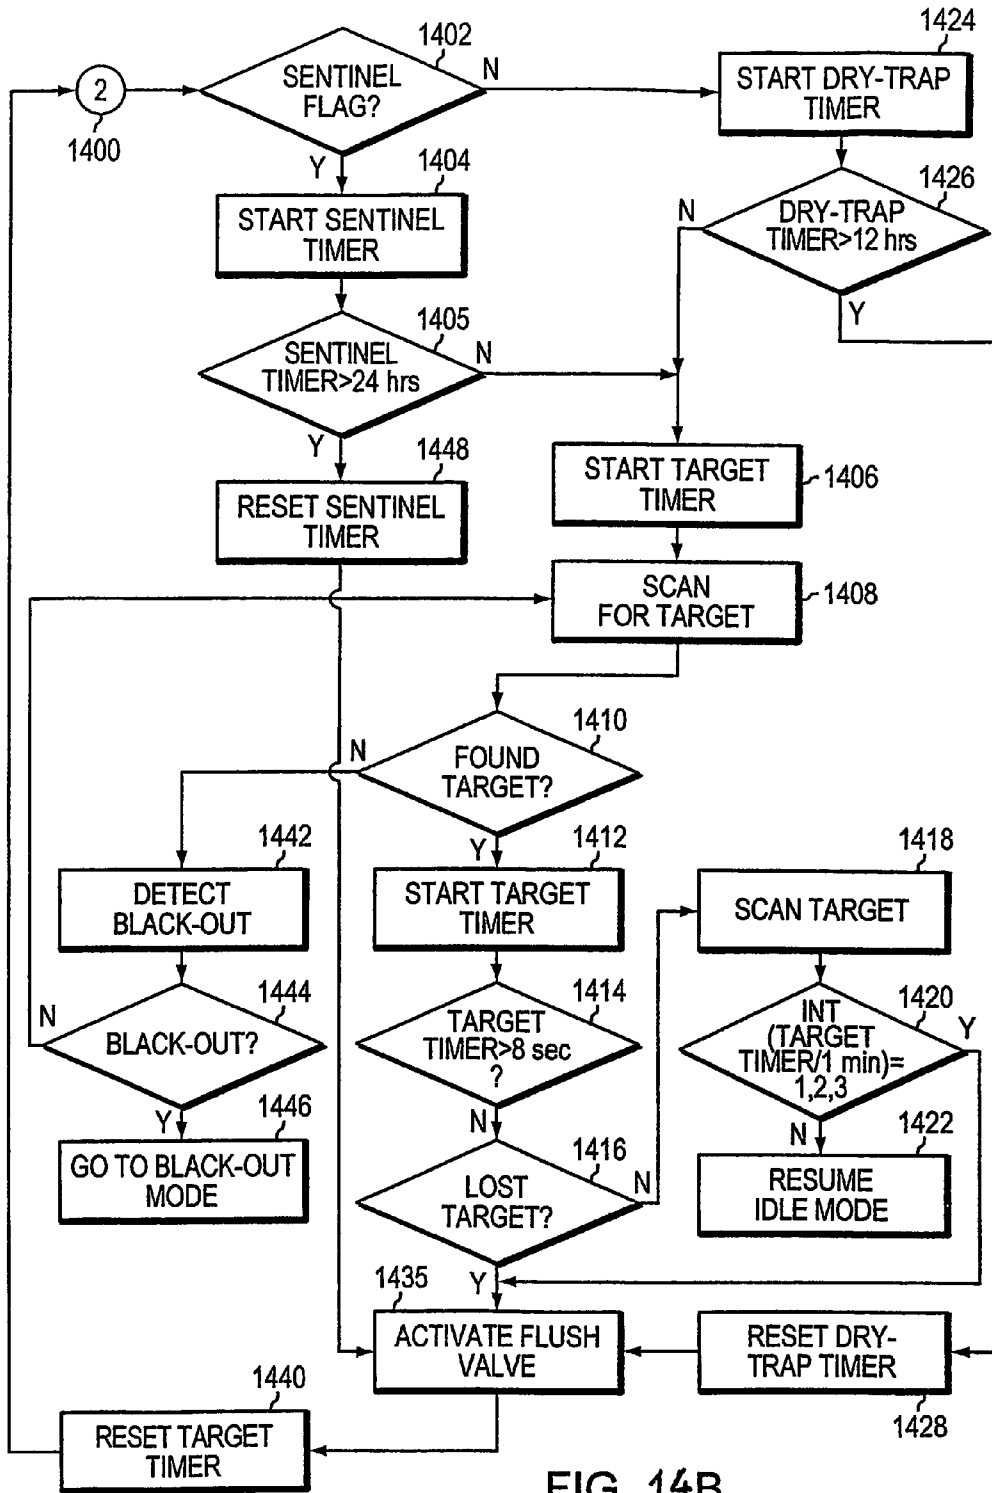 1402
1424
2
SENTINEL
FLAG?
N
START DRY-TRAP
TIMER
1400
Y
1404
START SENTINEL
TIMER
1426
N
DRY-TRAP
TIMER>12 hrs
Y
1405
SENTINEL
TIMER>24 hrs
N
Y
1448
RESET SENTINEL
TIMER
START TARGET
TIMER
1406
SCAN
FOR TARGET
1408
1410
N
FOUND
TARGET?
Y
1442
DETECT
BLACK-OUT
1412
START TARGET
TIMER
1418
SCAN TARGET
1444
N
BLACK-OUT?
Y
1414
TARGET
TIMER>8 sec
?
N
1420
INT
(TARGET
TIMER/1 min)=
1,2,3
Y
N
1446
GO TO BLACK-OUT
MODE
1416
LOST
TARGET?
N
Y
1422
RESUME
IDLE MODE
1435
ACTIVATE FLUSH
VALVE
RESET DRY-
TRAP TIMER
1428
1440
RESET TARGET
TIMER
FIG. 14B